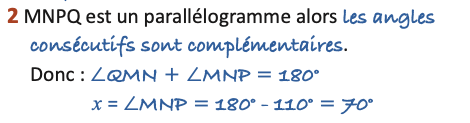 2 MNPQ est un parallélogramme alors les angles
consécutifs sont complémentaires.
Donc : ∠QMN + ∠MNP = 180°
x = ∠MNP = 180° - 110° = 70°